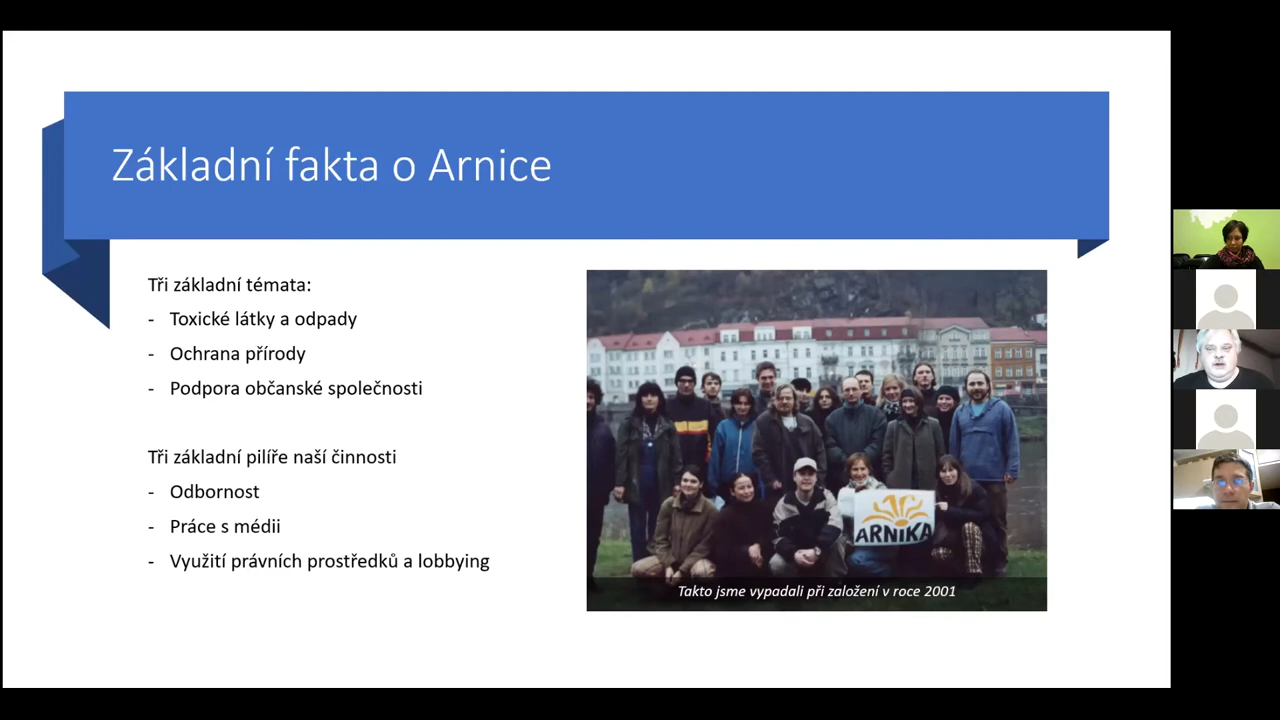 Základní fakta o Arnice
Tři základní témata:
- Toxické látky a odpady
- Ochrana přírody
- Podpora občanské společnosti
Tři základní pilíře naší činnosti
- Odbornost
- Práce s médii
- Využití právních prostředků a lobbying
ARNIKA
Takto jsme vypadali při založení v roce 2001